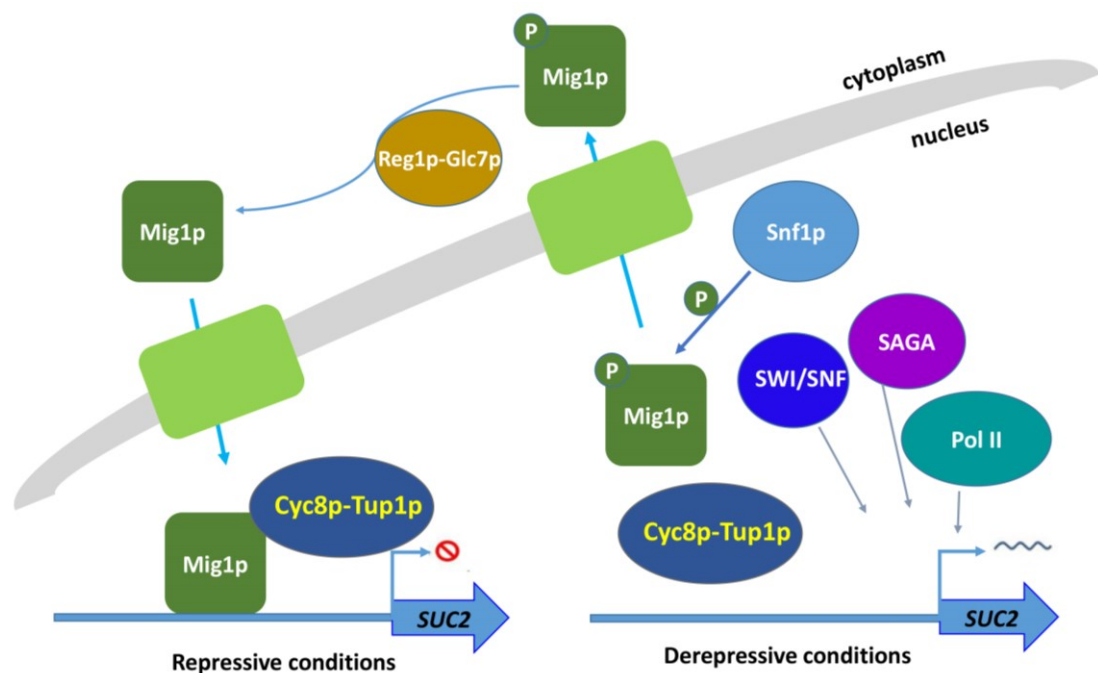 P
Mig1p
cytoplasm
nucleus
Reg1p-Glc7p
Mig1p
Snf1p
P
SAGA
SWI/SNF
P
Mig1p
Pol II
Cyc8p-Tup1p
Cyc8p-Tup1p
Mig1p
SUC2
SUC2
Repressive conditions
Derepressive conditions